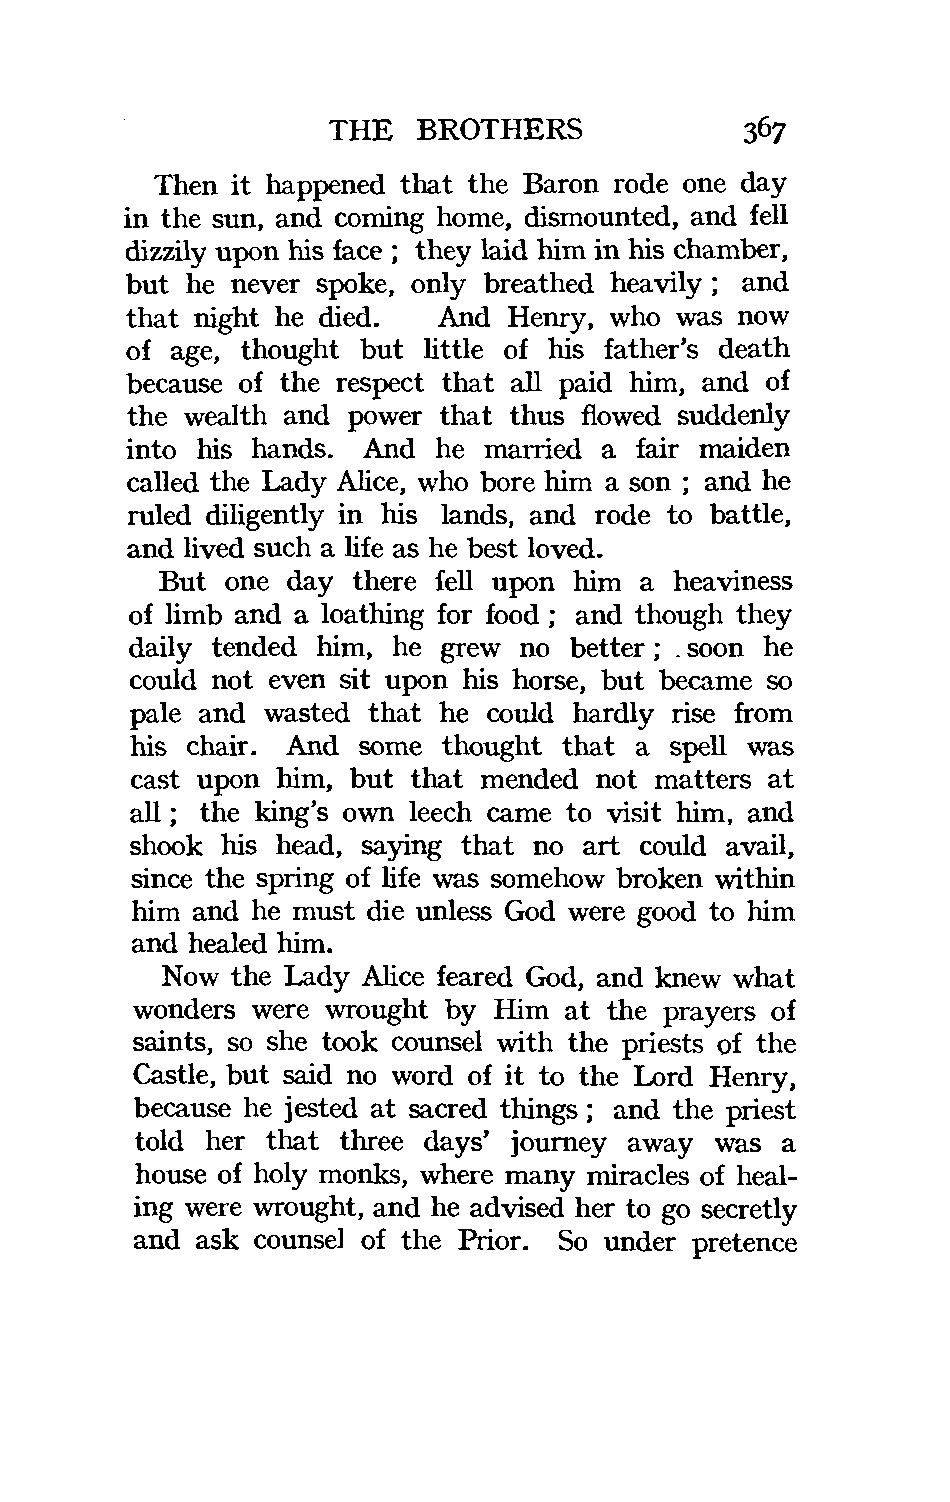 THE BROTHERS 367
Then it happened that the Baron rode one day
in the sun, and coming home, dismounted, and fell
dizzily upon his face ; they laid him in his chamber,
but he never spoke, only breathed heavily ; and
that night he died. And Henry, who was now
of age, thought but little of his father's death
because of the respect that all paid him, and of
the wealth and power that thus flowed suddenly
into his hands. And he married a fair maiden
called the Lady Alice, who bore him a son ; and he
ruled diligently in his lands, and rode to battle,
and lived such a life as he best loved.
But one day there fell upon him a heaviness
of limb and a loathing for food ; and though they
daily tended him, he grew no better ; . soon he
could not even sit upon his horse, but became so
pale and wasted that he could hardly rise from
his chair. And some thought that a spell was
cast upon him, but that mended not matters at
all ; the king's own leech came to visit him, and
shook his head, saying that no art could avail,
since the spring of life was somehow broken within
him and he must die unless God were good to him
and healed him.
Now the Lady Alice feared God, and knew what
wonders were wrought by Him at the prayers of
saints, so she took counsel with the priests of the
Castle, but said no word of it to the Lord Henry,
because he jested at sacred things ; and the priest
told her that three days' journey away was a
house of holy monks, where many miracles of heal-
ing were wrought, and he advised her to go secretly
and ask counsel of the Prior. So under pretence